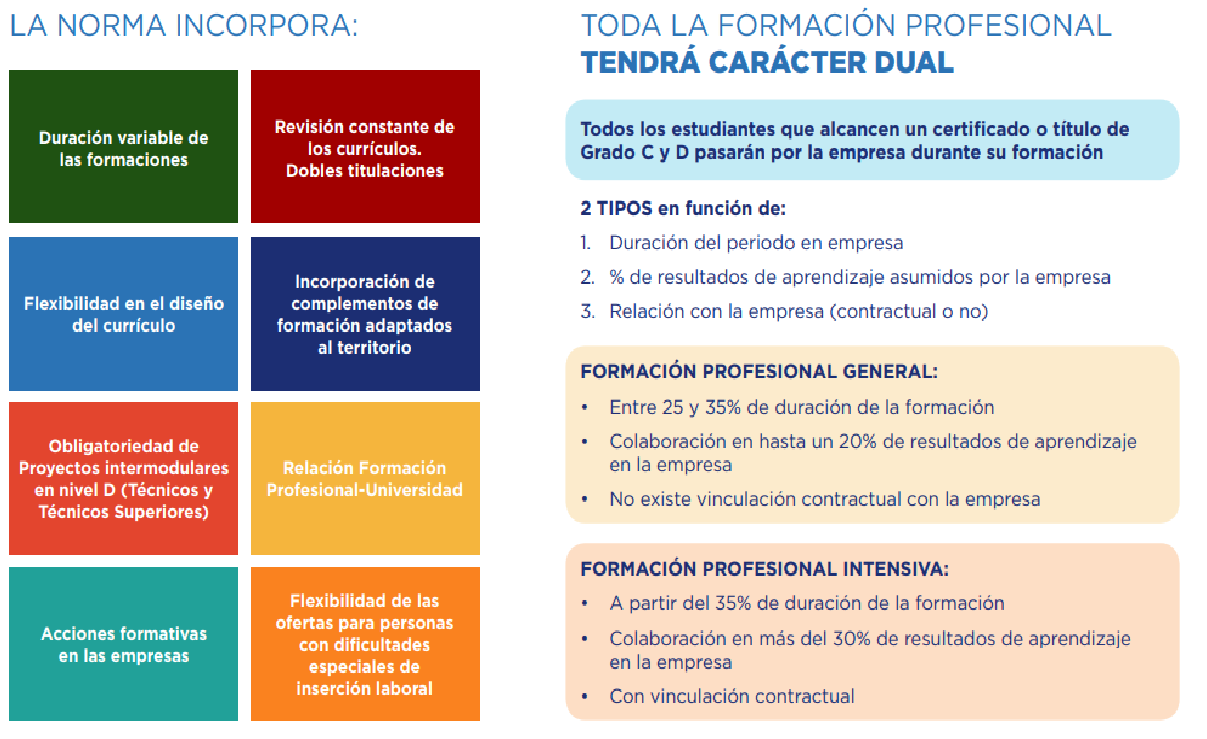 LA NORMA INCORPORA:
Duración variable de
las formaciones
Revisión constante de
los currículos.
Dobles titulaciones
Flexibilidad en el diseño
del currículo
Incorporación de
complementos de
formación adaptados
al territorio
Obligatoriedad de
Proyectos intermodulares
en nivel D (Técnicos y
Técnicos Superiores)
Relación Formación
Profesional-Universidad
Acciones formativas
en las empresas
Flexibilidad de las
ofertas para personas
con dificultades
especiales de
inserción laboral
TODA LA FORMACIÓN PROFESIONAL
TENDRÁ CARÁCTER DUAL
Todos los estudiantes que alcancen un certificado o título de
Grado C y D pasarán por la empresa durante su formación
2 TIPOS en función de:
1. Duración del periodo en empresa
2. % de resultados de aprendizaje asumidos por la empresa
3. Relación con la empresa (contractual o no)
FORMACIÓN PROFESIONAL GENERAL:
• Entre 25 y 35% de duración de la formación
• Colaboración en hasta un 20% de resultados de aprendizaje
en la empresa
• No existe vinculación contractual con la empresa
FORMACIÓN PROFESIONAL INTENSIVA:
• A partir del 35% de duración de la formación
• Colaboración en más del 30% de resultados de aprendizaje
en la empresa
• Con vinculación contractual